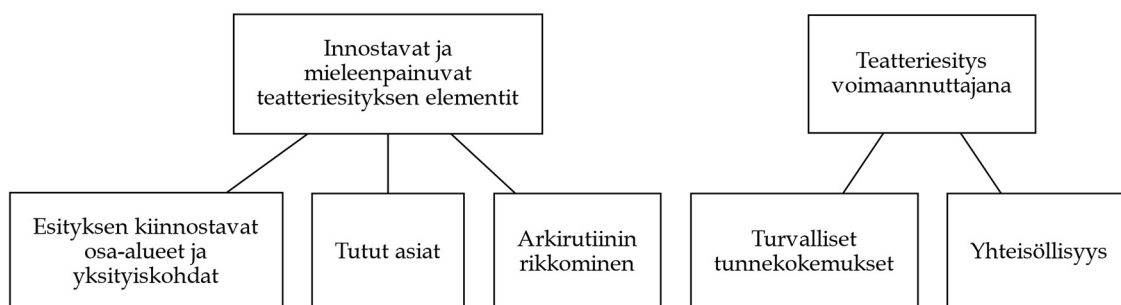 Innostavat ja
mieleenpainuvat
teatteriesityksen elementit
Teatteriesitys
voimaannuttajana
Esityksen kiinnostavat
osa-alueet ja
yksityiskohdat
Tutut asiat
Arkirutiinin
rikkominen
Turvalliset
tunnekokemukset
Yhteisöllisyys